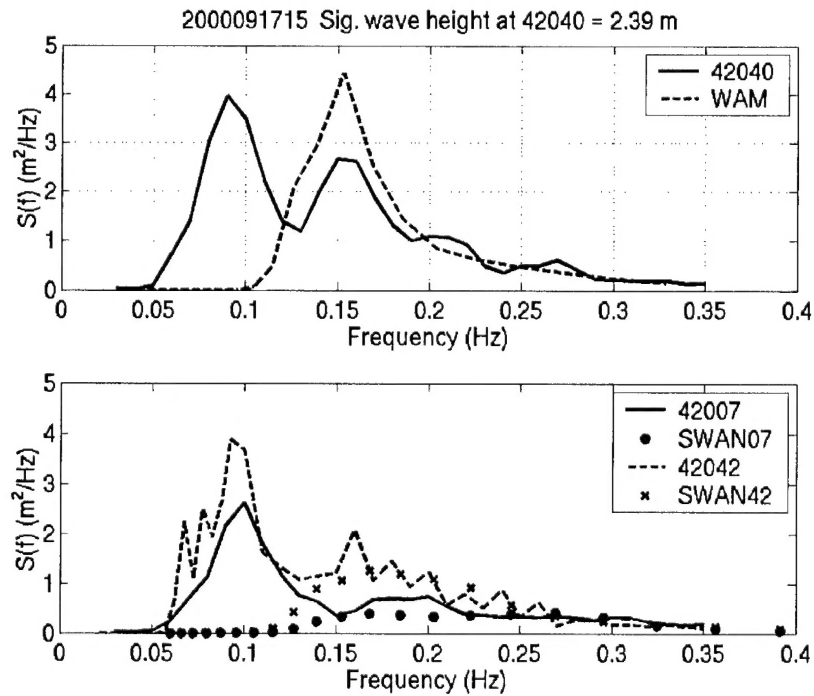 2000091715 Sig. wave height at 42040 = 2.39 m
5
4
3
2
1
0
S(f) (m²/Hz)
42040
WAM
0 0.05 0.1 0.15 0.2 0.25 0.3 0.35 0.4
Frequency (Hz)
5
4
3
2
1
0
S(f) (m²/Hz)
42007
SWAN07
42042
SWAN42
0 0.05 0.1 0.15 0.2 0.25 0.3 0.35 0.4
Frequency (Hz)